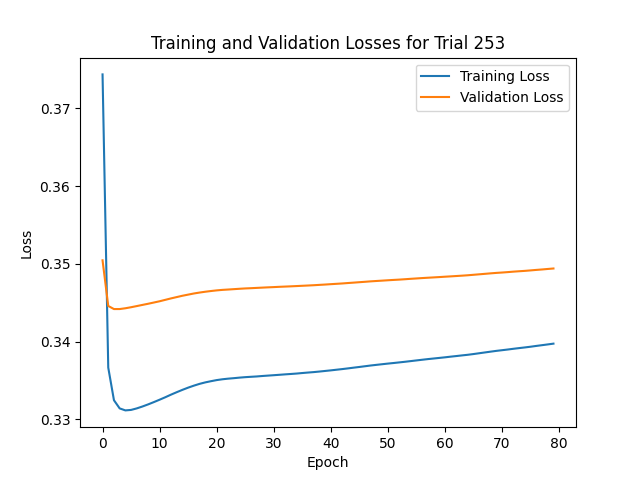 Training and Validation Losses for Trial 253
Training Loss
Validation Loss
0.37
0.36
0.35
0.34
0.33
Loss
0 10 20 30 40 50 60 70 80
Epoch